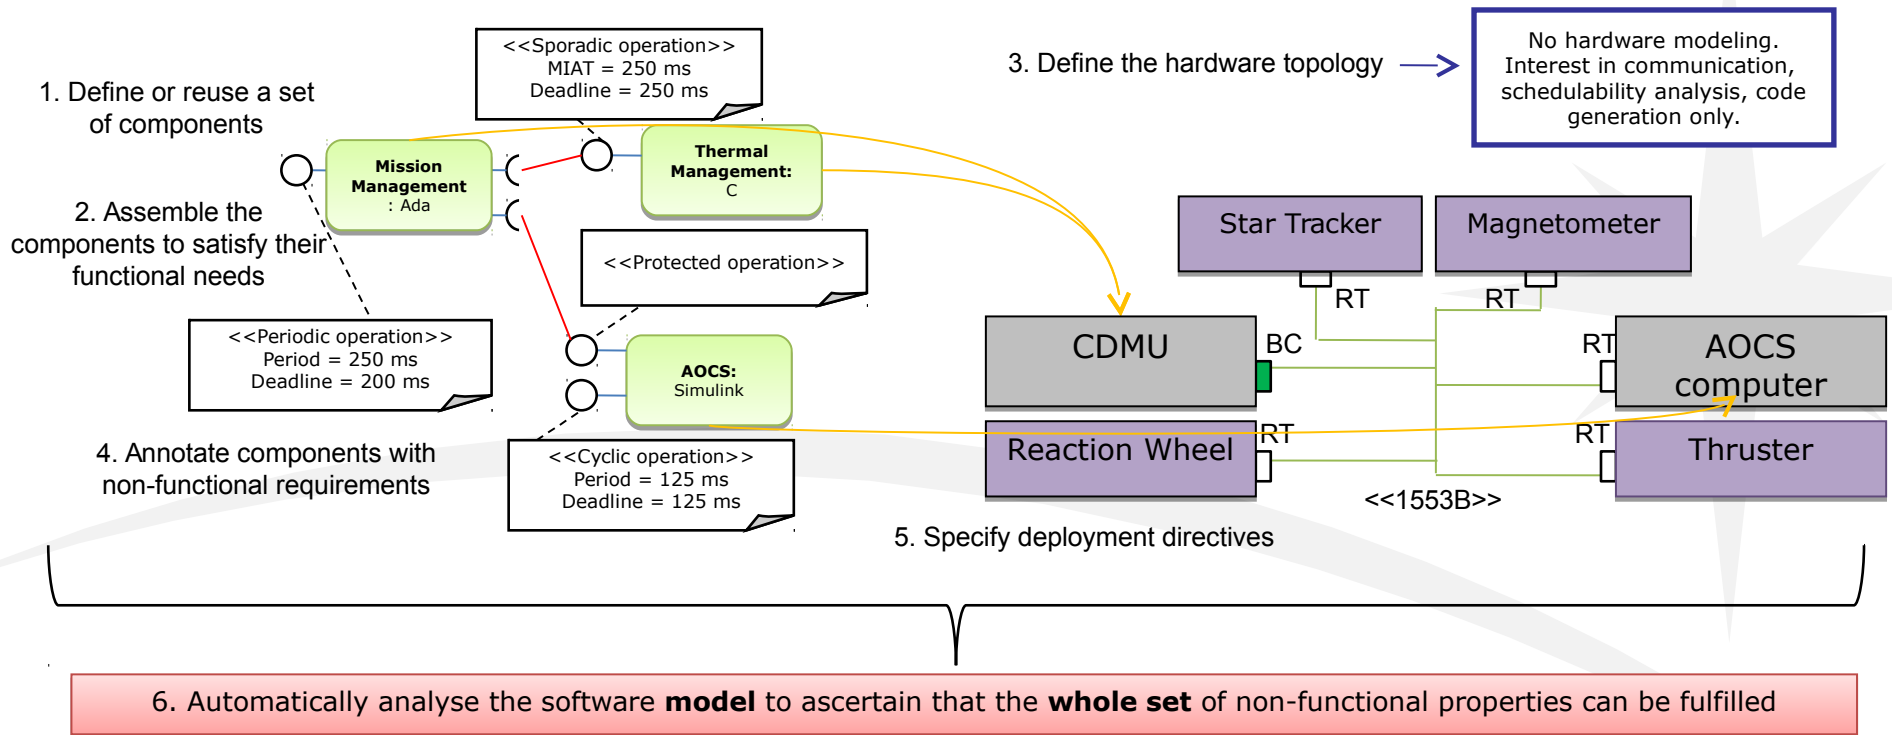 1. Define or reuse a set
of components
<<Sporadic operation>>
MIAT = 250 ms
Deadline = 250 ms
3. Define the hardware topology
No hardware modeling.
Interest in communication,
schedulability analysis, code
generation only.
Mission
Management
: Ada
Thermal
Management:
C
2. Assemble the
components to satisfy their
functional needs
<<Protected operation>>
Star Tracker
Magnetometer
RT
RT
<<Periodic operation>>
Period = 250 ms
Deadline = 200 ms
AOCS:
Simulink
CDMU
BC
RT
AOCS
computer
4. Annotate components with
non-functional requirements
<<Cyclic operation>>
Period = 125 ms
Deadline = 125 ms
Reaction Wheel
RT
RT
Thruster
<<1553B>>
5. Specify deployment directives
6. Automatically analyse the software model to ascertain that the whole set of non-functional properties can be fulfilled